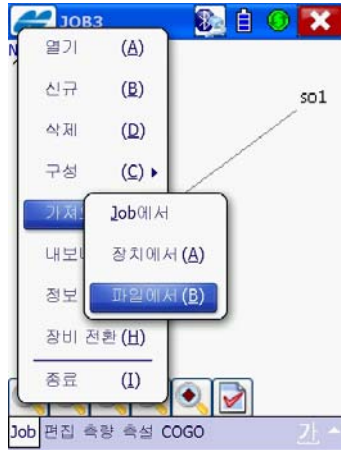 JOB3
열기 (A)
신규 (B)
so1
삭제 (D)
구성 (C)
Job에서
장치에서 (A)
파일에서 (B)
정보
장비 전환 (H)
종료 (I)
Job 편집 측량 측설 COGO 가